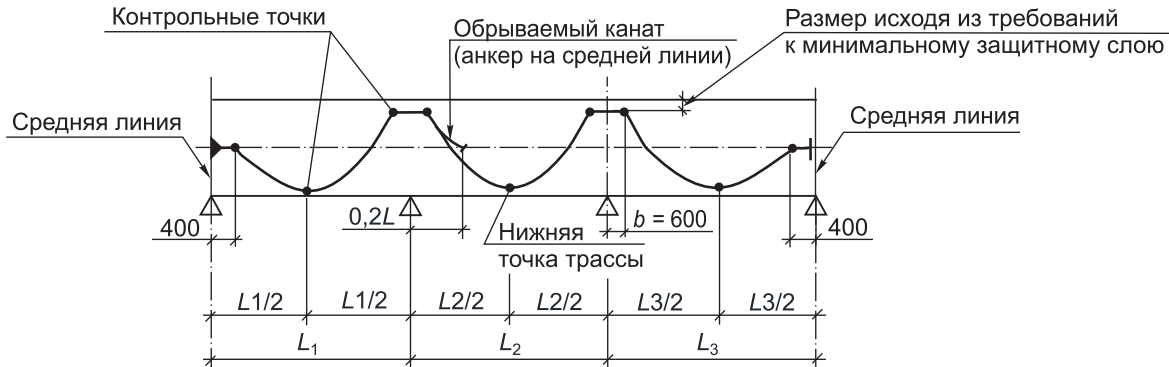 Контрольные точки
Обрываемый канат
(анкер на средней линии)
Размер исходя из требований
к минимальному защитному слою
Средняя линия
Средняя линия
400
0,2L
Нижняя
точка трассы
b = 600
400
L1/2
L1/2
L2/2
L2/2
L3/2
L3/2
L₁
L₂
L₃